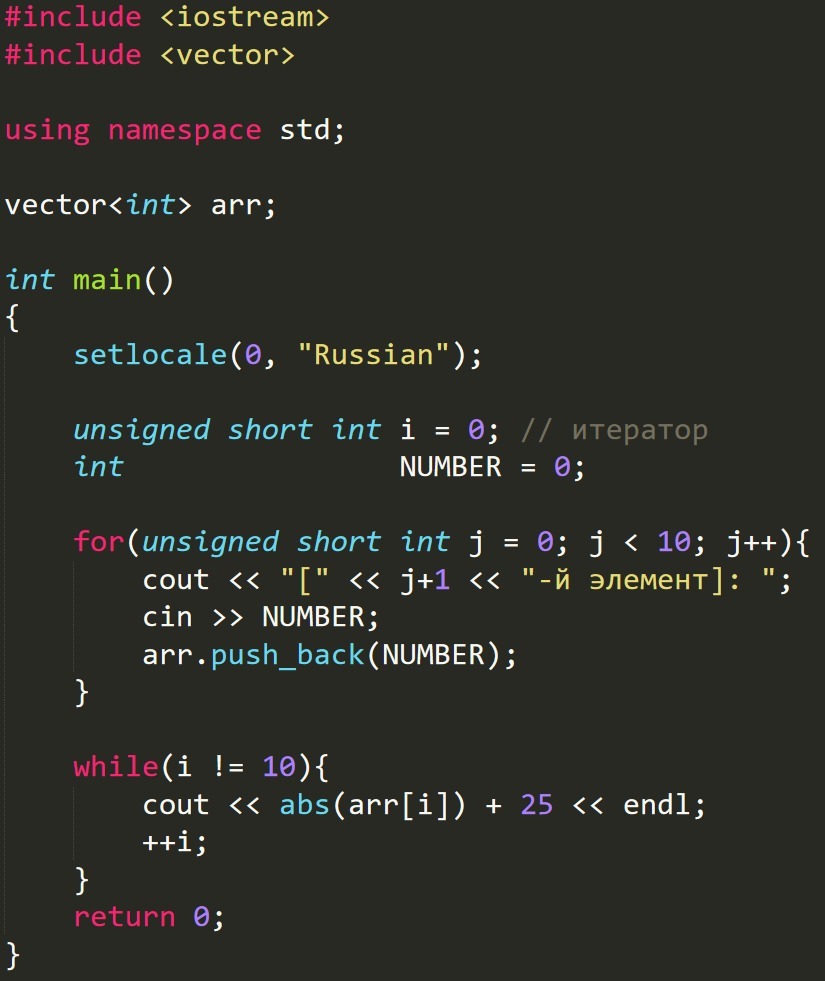 #include <iostream>
#include <vector>
using namespace std;
vector<int> arr;
int main()
{
setlocale(0, "Russian");
unsigned short int i = 0; // итератор
int NUMBER = 0;
for(unsigned short int j = 0; j < 10; j++){
cout << "[" << j+1 << "-й элемент]: ";
cin >> NUMBER;
arr.push_back(NUMBER);
}
while(i != 10){
cout << abs(arr[i]) + 25 << endl;
++i;
}
return 0;
}